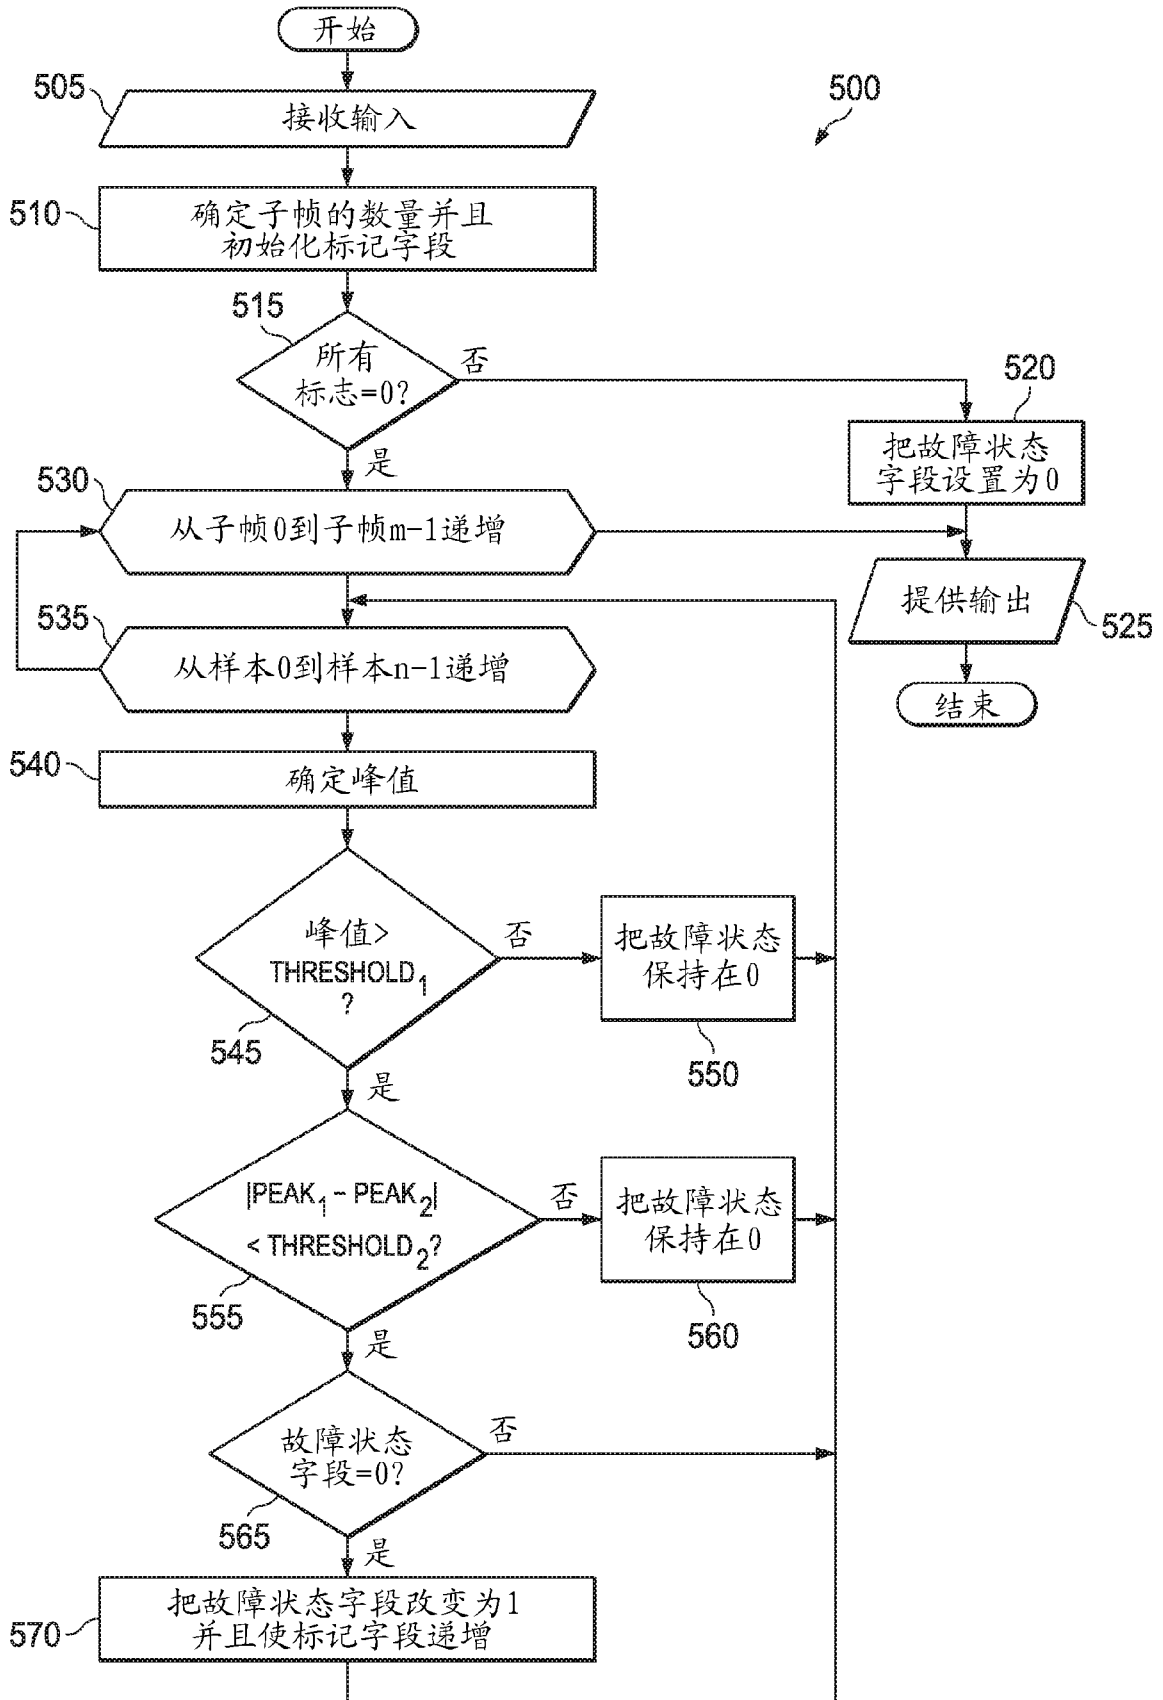 开始
505
接收输入
500
510
确定子帧的数量并且
初始化标记字段
515
所有
标志=0?
否
是
520
把故障状态
字段设置为0
530
从子帧0到子帧m-1递增
提供输出
525
结束
535
从样本0到样本n-1递增
540
确定峰值
峰值>
THRESHOLD1
?
545
否
是
把故障状态
保持在0
550
|PEAK1 - PEAK2|
< THRESHOLD2?
555
否
是
把故障状态
保持在0
560
故障状态
字段=0?
565
否
是
570
把故障状态字段改变为1
并且使标记字段递增